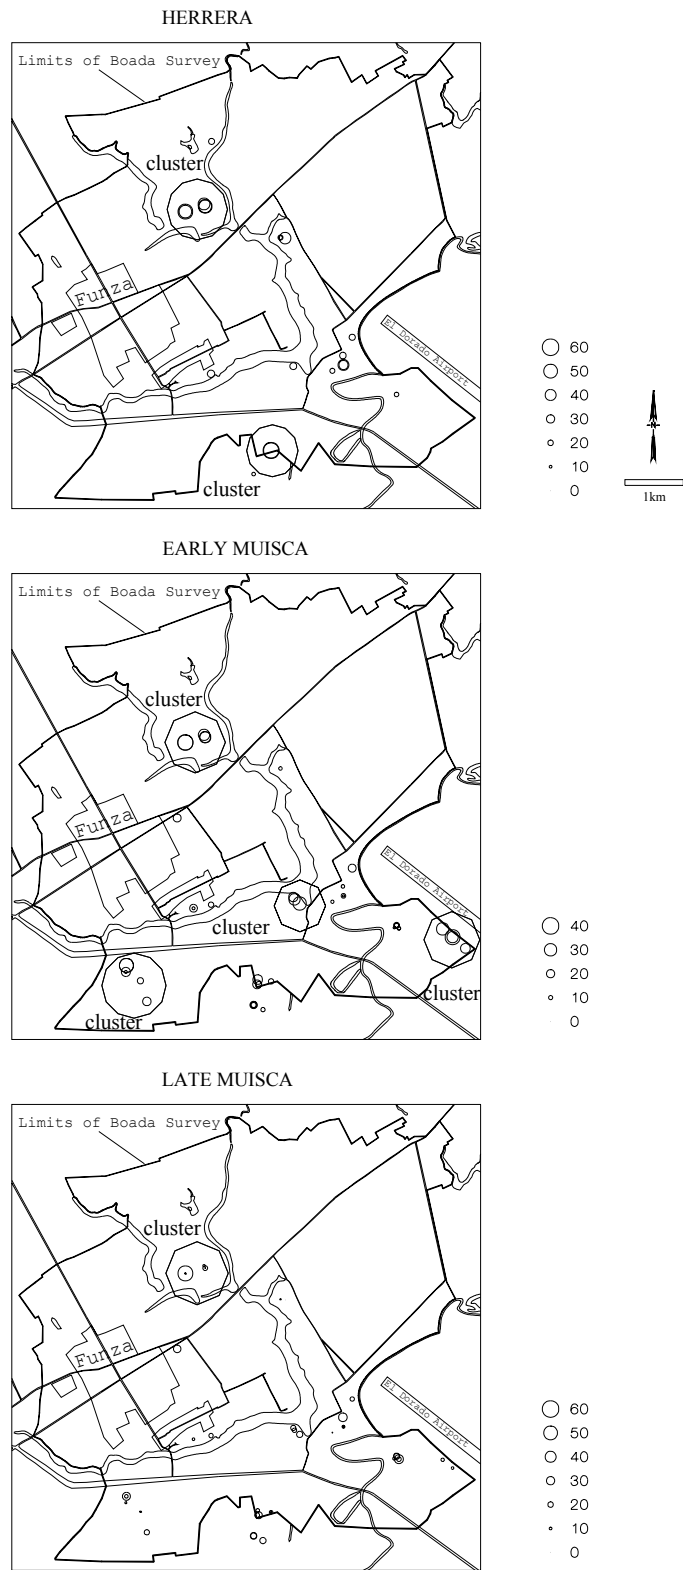 HERRERA
Limits of Boada Survey
cluster
Funza
El Dorado Airport
cluster
60
50
40
30
20
10
0
N
1km
EARLY MUISCA
Limits of Boada Survey
cluster
Funza
El Dorado Airport
cluster
cluster
cluster
40
30
20
10
0
LATE MUISCA
Limits of Boada Survey
cluster
Funza
El Dorado Airport
60
50
40
30
20
10
0